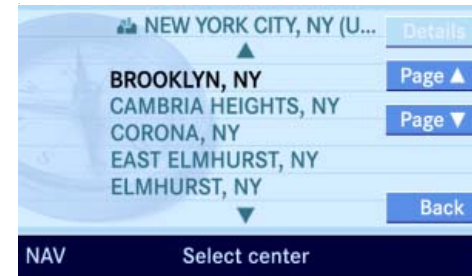 NEW YORK CITY, NY (U...
Details
BROOKLYN, NY
Page ▲
CAMBRIA HEIGHTS, NY
CORONA, NY
Page ▼
EAST ELMHURST, NY
ELMHURST, NY
Back
NAV Select center